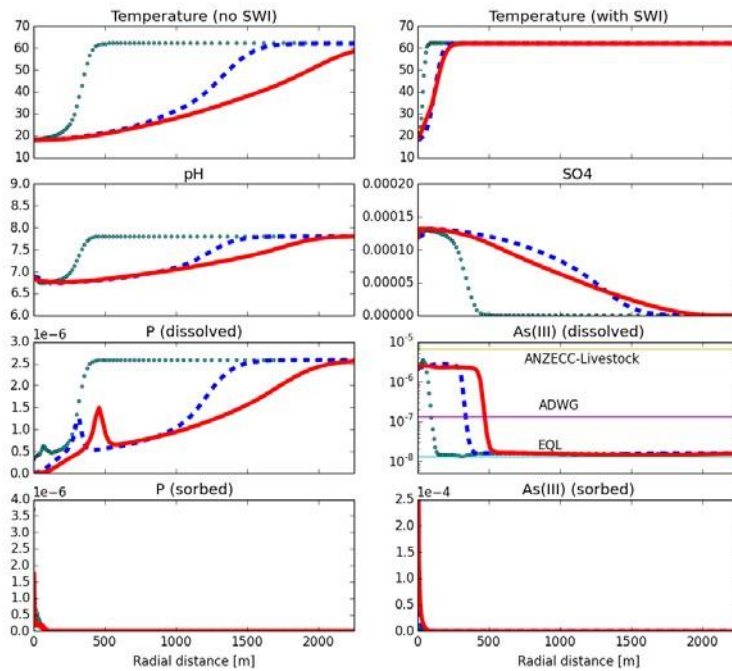 Temperature (no SWI)
70
60
50
40
30
20
10
0 500 1000 1500 2000
Temperature (with SWI)
70
60
50
40
30
20
10
pH
9.0
8.5
8.0
7.5
7.0
6.5
6.0
SO4
0.00020
0.00015
0.00010
0.00005
0.00000
P (dissolved)
1e−6
3.0
2.5
2.0
1.5
1.0
0.5
0.0
As(III) (dissolved)
10⁻⁵
10⁻⁶
10⁻⁷
10⁻⁸
ANZECC-Livestock
ADWG
EQL
P (sorbed)
1e−6
4.0
3.5
3.0
2.5
2.0
1.5
1.0
0.5
0.0
0 500 1000 1500 2000
Radial distance [m]
As(III) (sorbed)
1e−4
2.5
2.0
1.5
1.0
0.5
0.0
0 500 1000 1500 2000
Radial distance [m]